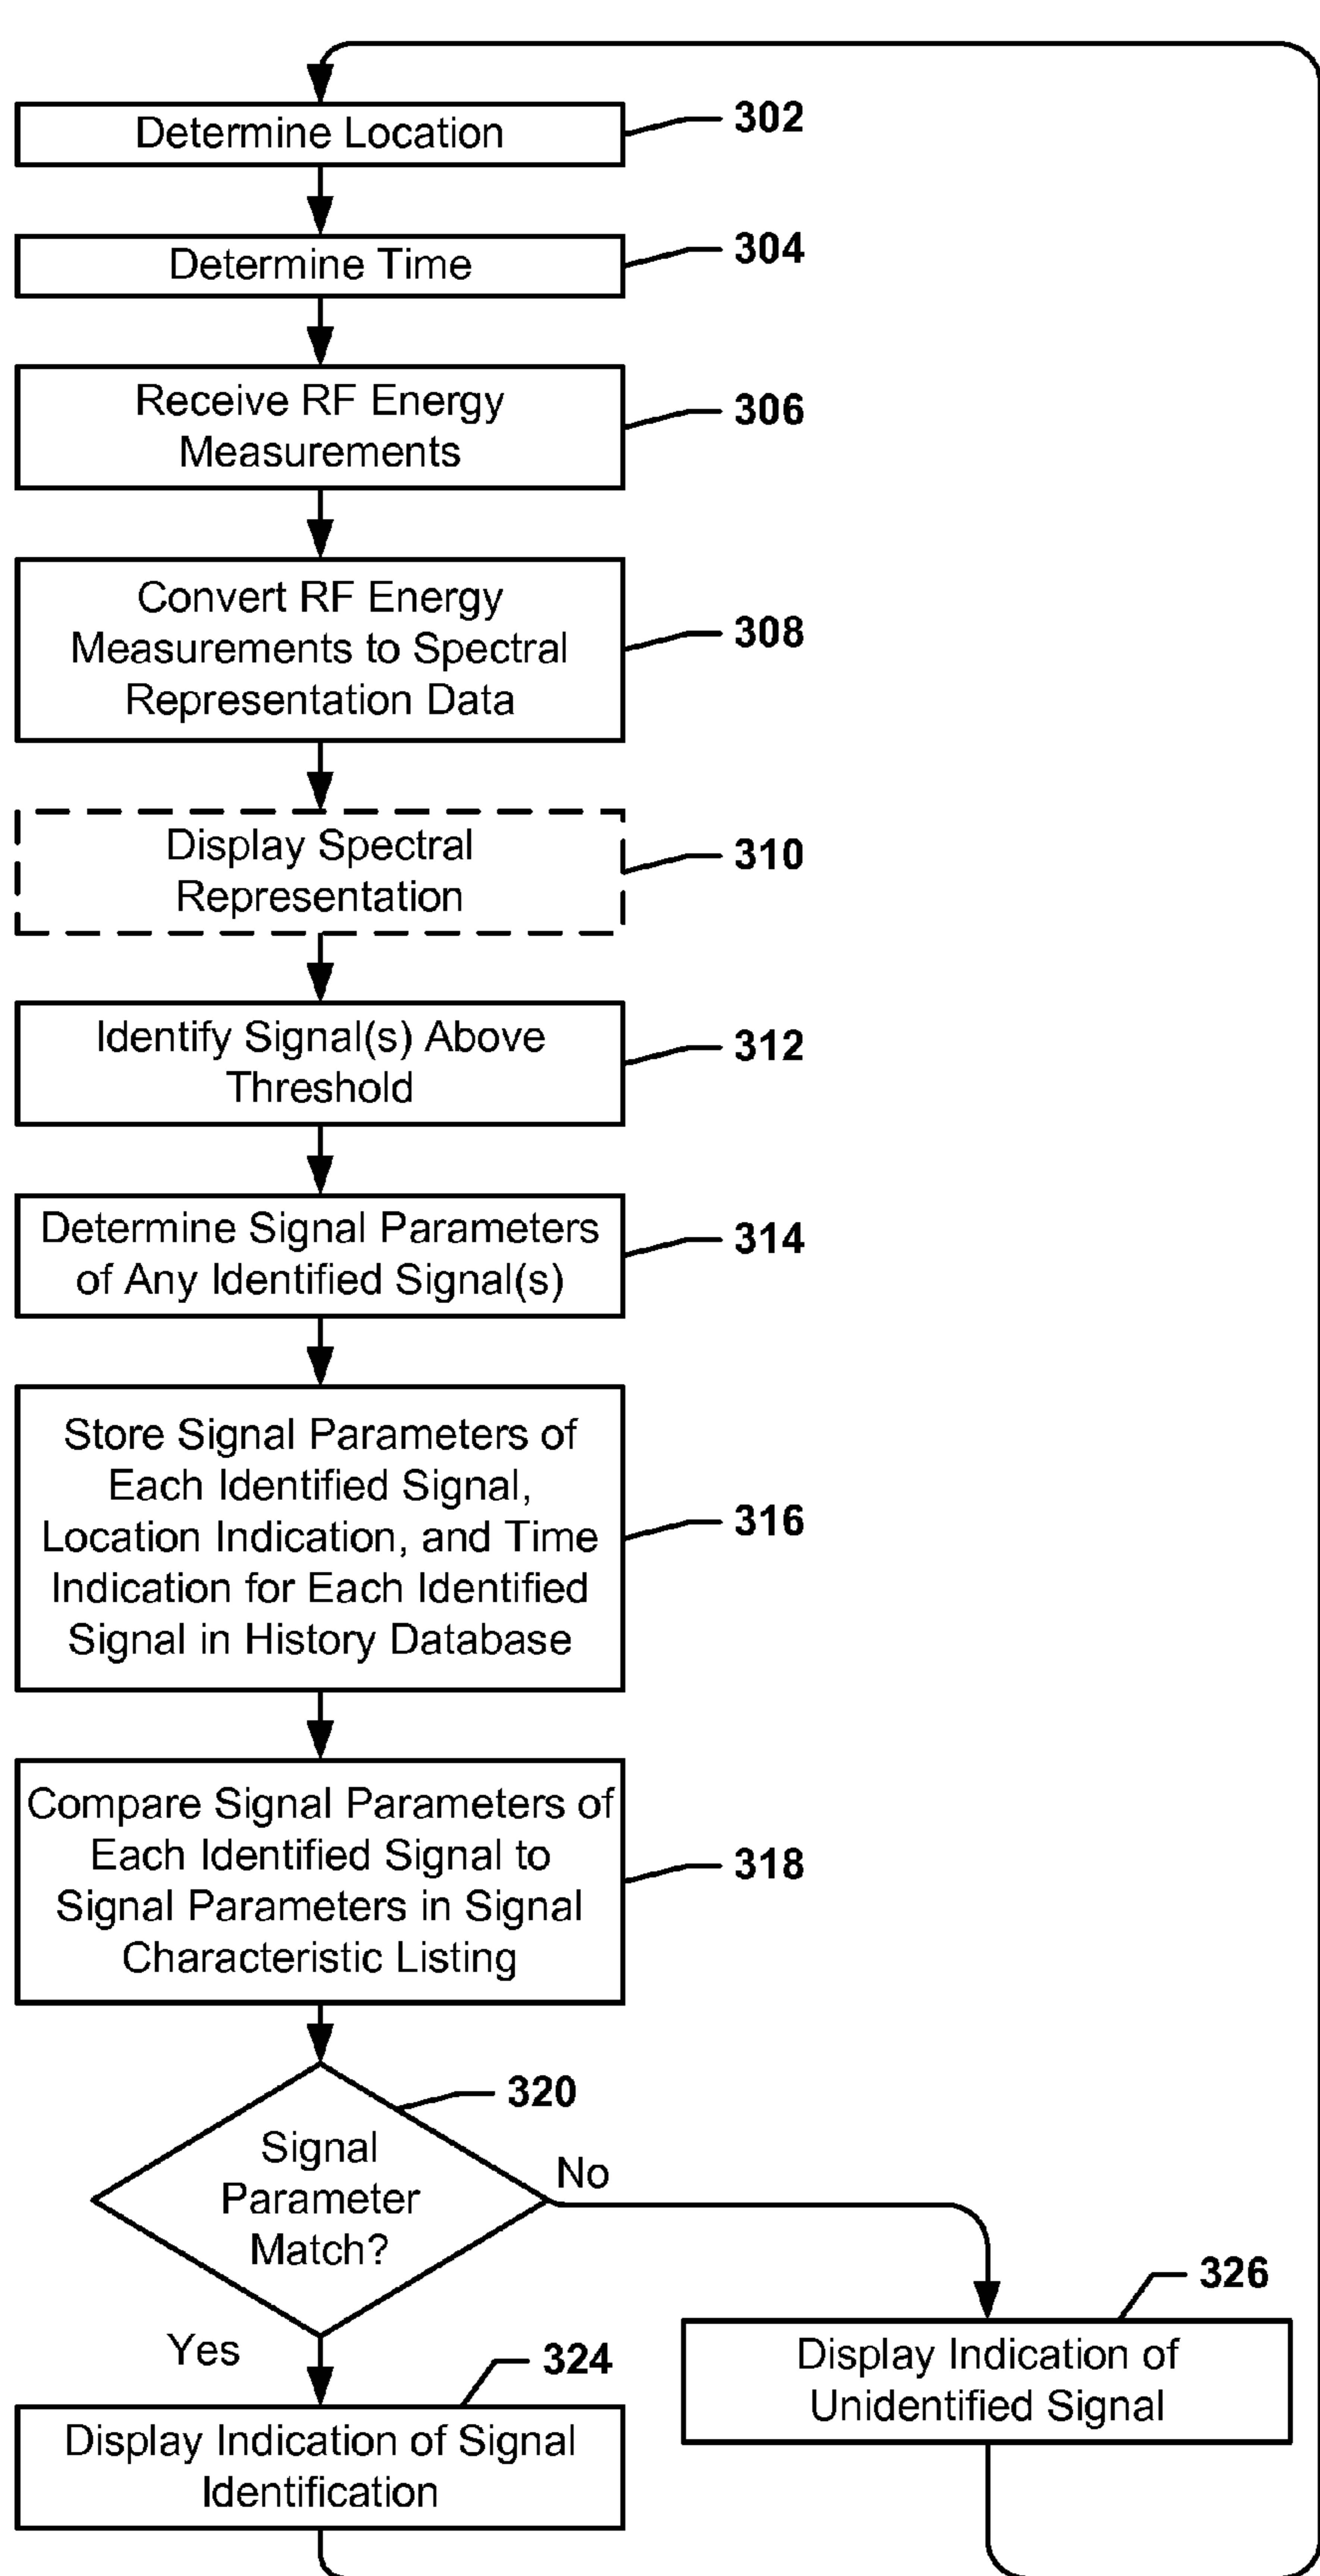 Determine Location
302
Determine Time
304
Receive RF Energy
Measurements
306
Convert RF Energy
Measurements to Spectral
Representation Data
308
Display Spectral
Representation
310
Identify Signal(s) Above
Threshold
312
Determine Signal Parameters
of Any Identified Signal(s)
314
Store Signal Parameters of
Each Identified Signal,
Location Indication, and Time
Indication for Each Identified
Signal in History Database
316
Compare Signal Parameters of
Each Identified Signal to
Signal Parameters in Signal
Characteristic Listing
318
320
Signal
Parameter
Match?
No
Yes
326
Display Indication of
Unidentified Signal
324
Display Indication of Signal
Identification